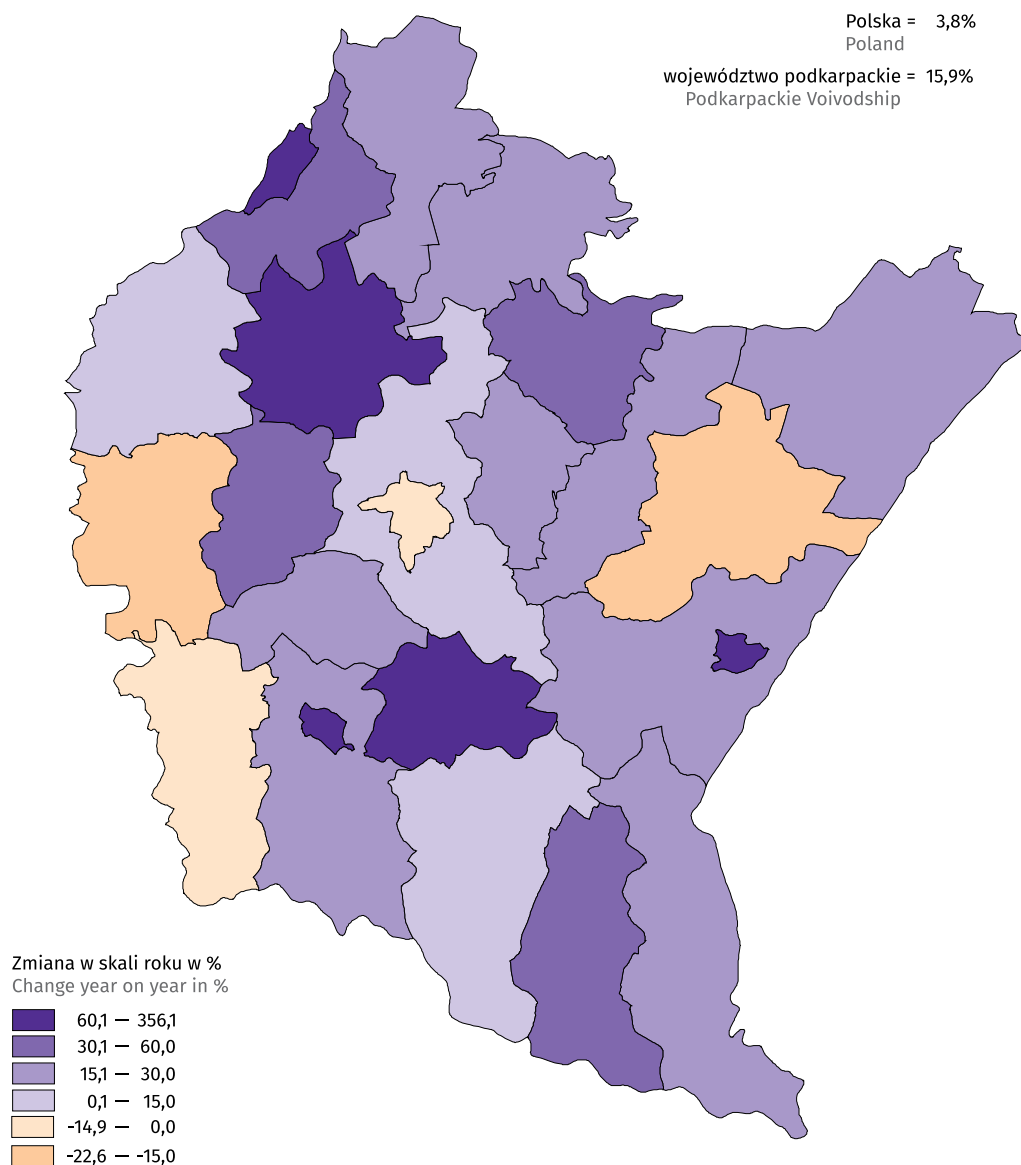 Polska = 3,8%
Poland
województwo podkarpackie = 15,9%
Podkarpackie Voivodship
Zmiana w skali roku w %
Change year on year in %
60,1 — 356,1
30,1 — 60,0
15,1 — 30,0
0,1 — 15,0
-14,9 — 0,0
-22,6 — -15,0